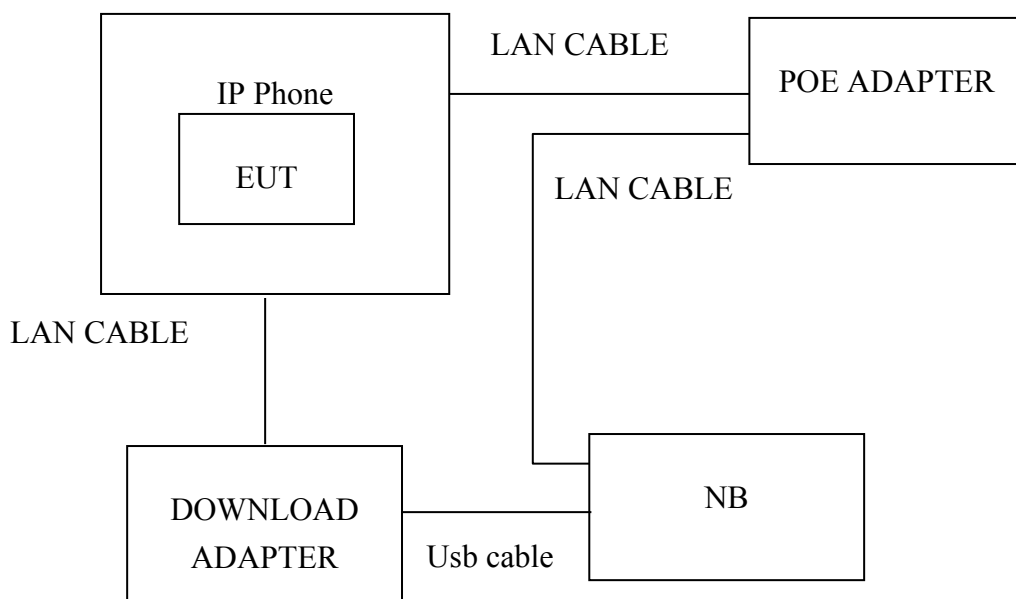 LAN CABLE
POE ADAPTER
IP Phone
EUT
LAN CABLE
LAN CABLE
DOWNLOAD
ADAPTER
NB
Usb cable